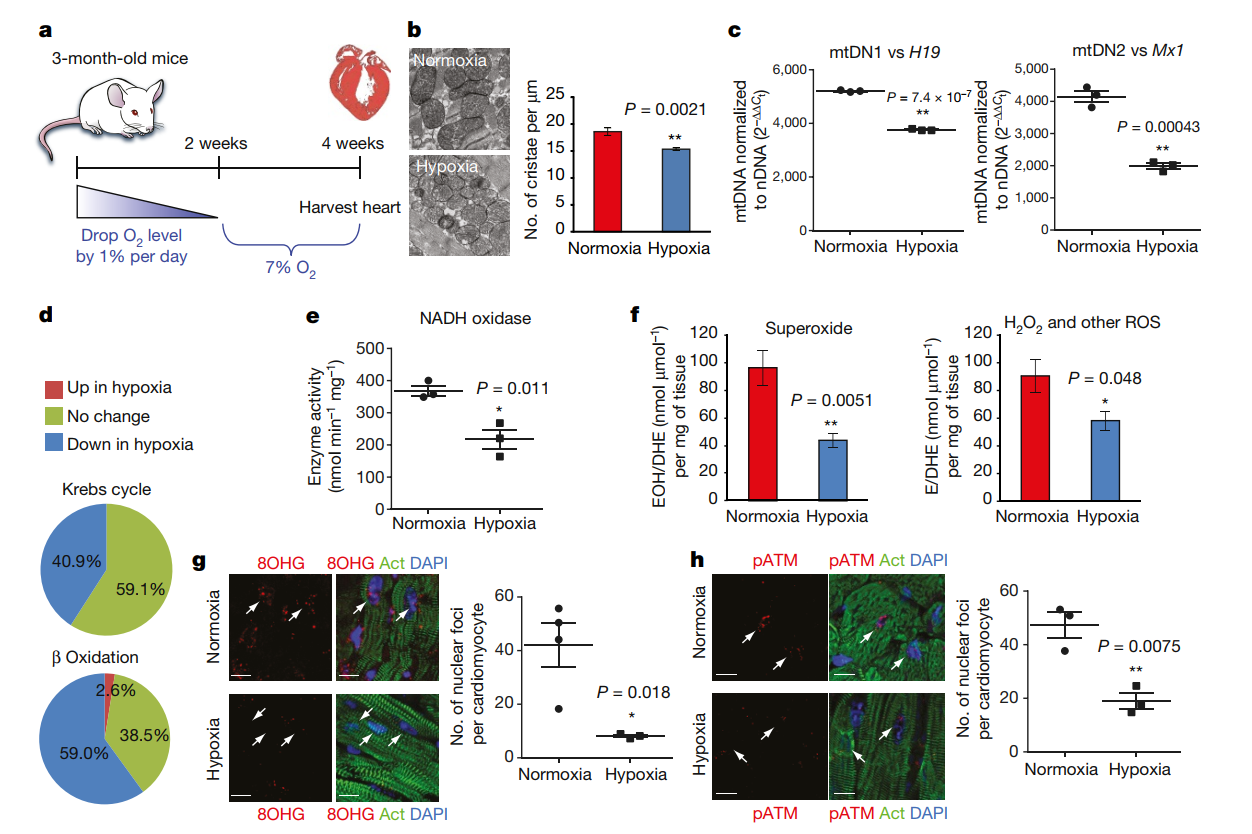 a
3-month-old mice
2 weeks
4 weeks
Harvest heart
Drop O₂ level
by 1% per day
7% O₂
b
Normoxia
Hypoxia
No. of cristae per μm
25
20
15
10
5
0
P = 0.0021
**
Normoxia Hypoxia
c
mtDN1 vs H19
mtDNA normalized
to nDNA (2⁻ΔΔCt)
6,000
4,000
2,000
0
P = 7.4 × 10⁻⁷
**
Normoxia Hypoxia
mtDN2 vs Mx1
mtDNA normalized
to nDNA (2⁻ΔΔCt)
5,000
4,000
3,000
2,000
1,000
0
P = 0.00043
**
Normoxia Hypoxia
d
Up in hypoxia
No change
Down in hypoxia
Krebs cycle
40.9%
59.1%
β Oxidation
2.6%
38.5%
59.0%
e
NADH oxidase
Enzyme activity
(nmol min⁻¹ mg⁻¹)
500
400
300
200
100
0
P = 0.011
*
Normoxia Hypoxia
f
Superoxide
EOH/DHE (nmol μmol⁻¹)
per mg of tissue
120
100
80
60
40
20
0
P = 0.0051
**
Normoxia Hypoxia
H₂O₂ and other ROS
E/DHE (nmol μmol⁻¹)
per mg of tissue
120
100
80
60
40
20
0
P = 0.048
*
Normoxia Hypoxia
g
8OHG
8OHG Act DAPI
Normoxia
Hypoxia
8OHG
8OHG Act DAPI
No. of nuclear foci
per cardiomyocyte
60
40
20
0
P = 0.018
*
Normoxia Hypoxia
h
pATM
pATM Act DAPI
Normoxia
Hypoxia
pATM
pATM Act DAPI
No. of nuclear foci
per cardiomyocyte
60
40
20
0
P = 0.0075
**
Normoxia Hypoxia